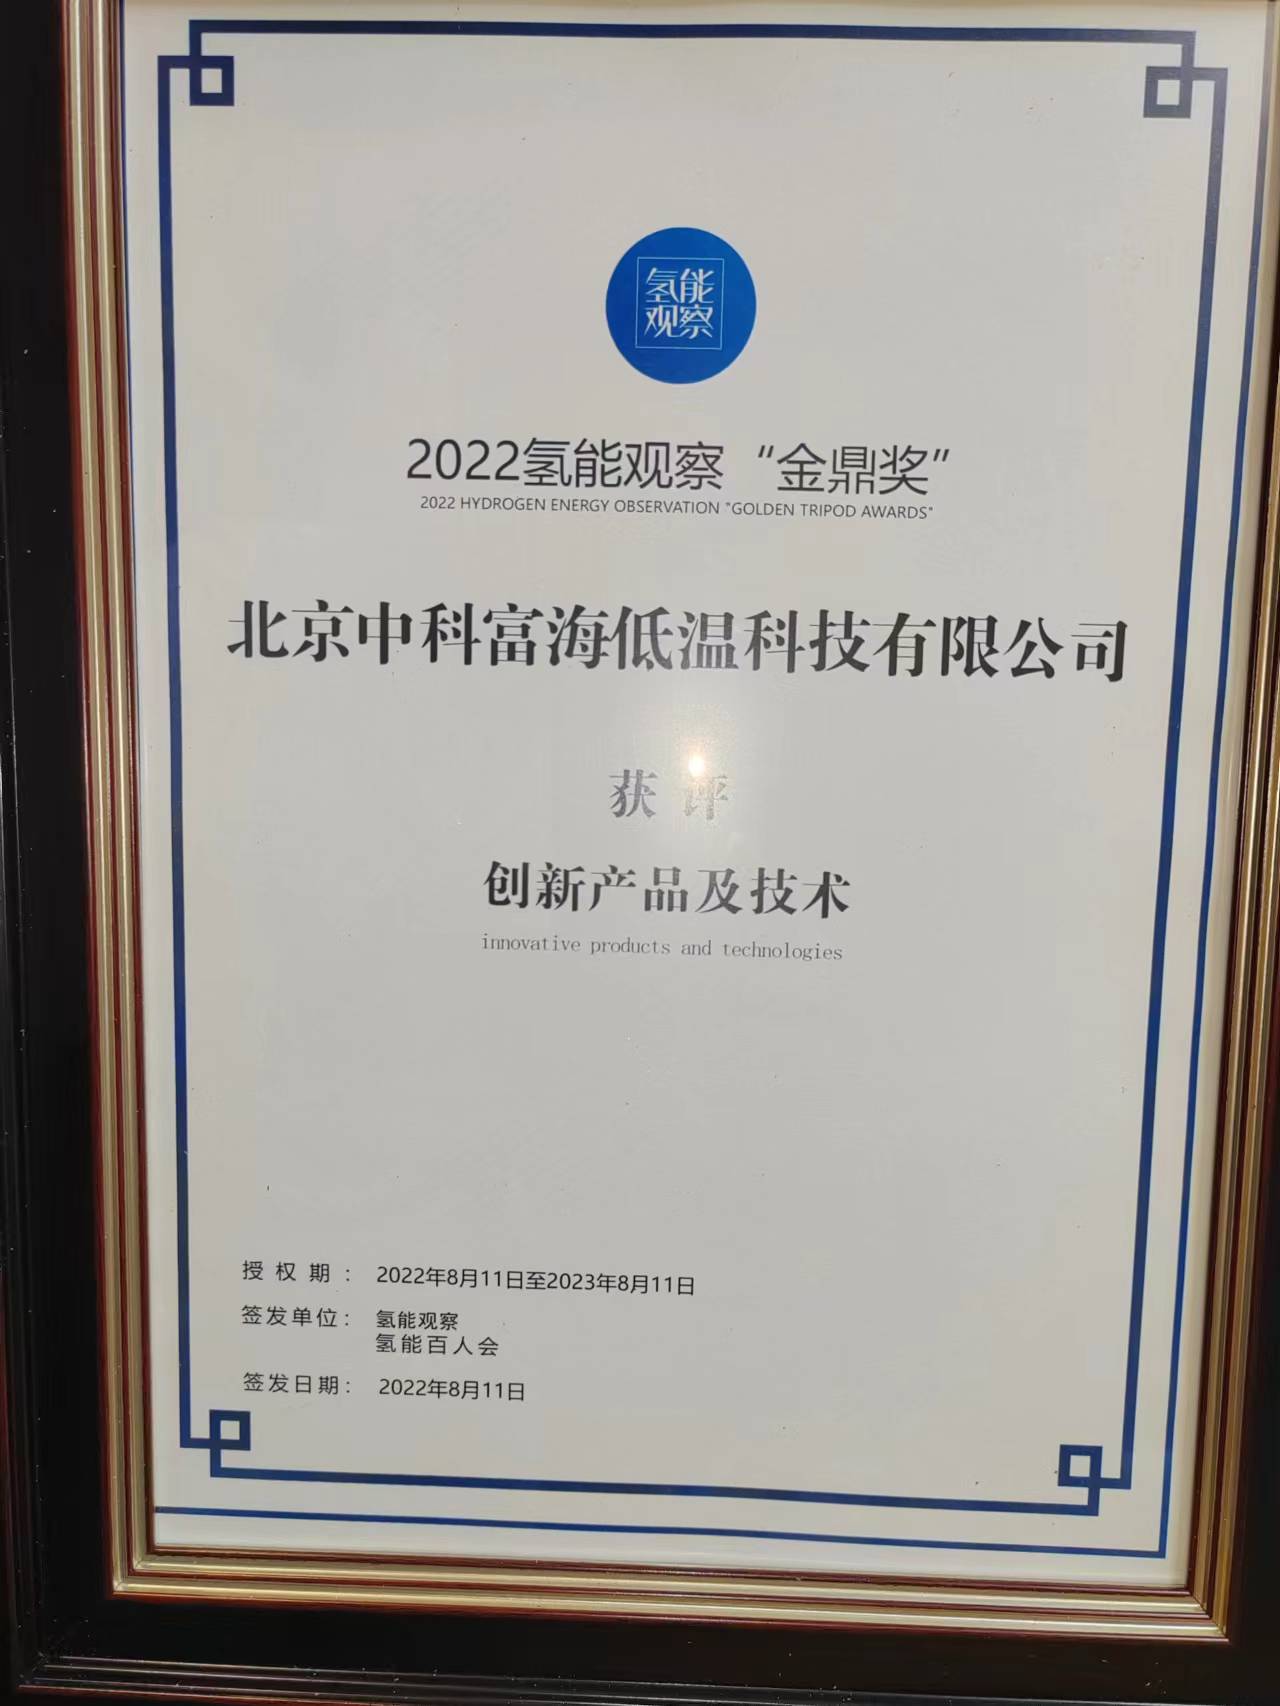 氢能
观察
2022氢能观察“金鼎奖”
2022 HYDROGEN ENERGY OBSERVATION "GOLDEN TRIPOD AWARDS"
北京中科富海低温科技有限公司
获 评
创新产品及技术
innovative products and technologies
授 权 期 : 2022年8月11日至2023年8月11日
签发单位: 氢能观察
氢能百人会
签发日期: 2022年8月11日